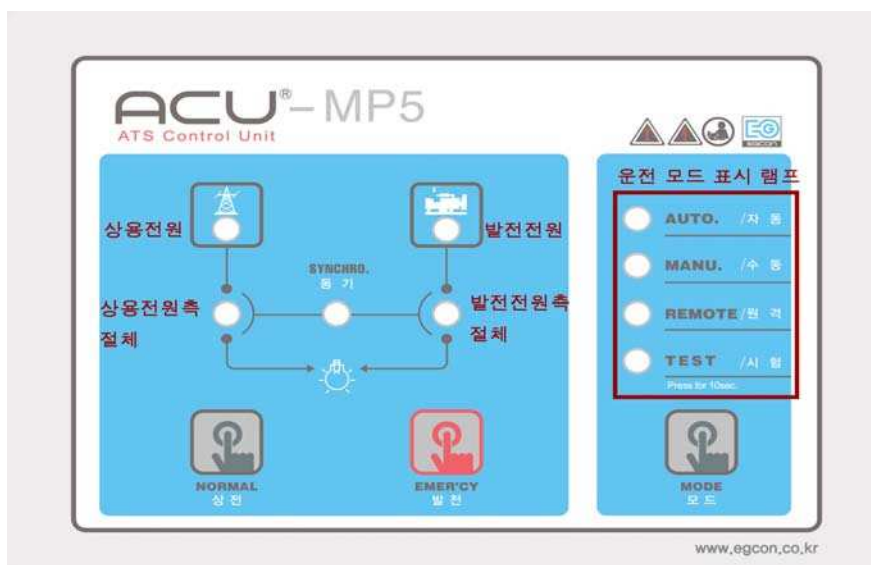 ACU®-MP5
ATS Control Unit
EG
egcon
운전 모드 표시 램프
상용전원
발전전원
AUTO. /자 동
SYNCHRO.
동 기
MANU. /수 동
상용전원측
절체
발전전원측
절체
REMOTE/원 격
TEST /시 험
Press for 10sec.
NORMAL
상 전
EMER'CY
발 전
MODE
모 드
www.egcon.co.kr